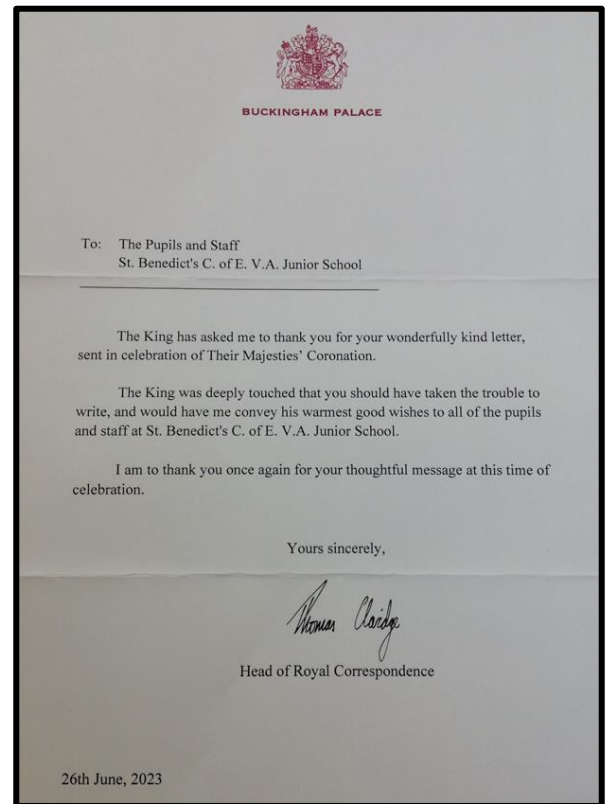 BUCKINGHAM PALACE
To: The Pupils and Staff
St. Benedict's C. of E. V.A. Junior School
The King has asked me to thank you for your wonderfully kind letter,
sent in celebration of Their Majesties' Coronation.
The King was deeply touched that you should have taken the trouble to
write, and would have me convey his warmest good wishes to all of the pupils
and staff at St. Benedict's C. of E. V.A. Junior School.
I am to thank you once again for your thoughtful message at this time of
celebration.
Yours sincerely,
Thomas Claridge
Head of Royal Correspondence
26th June, 2023